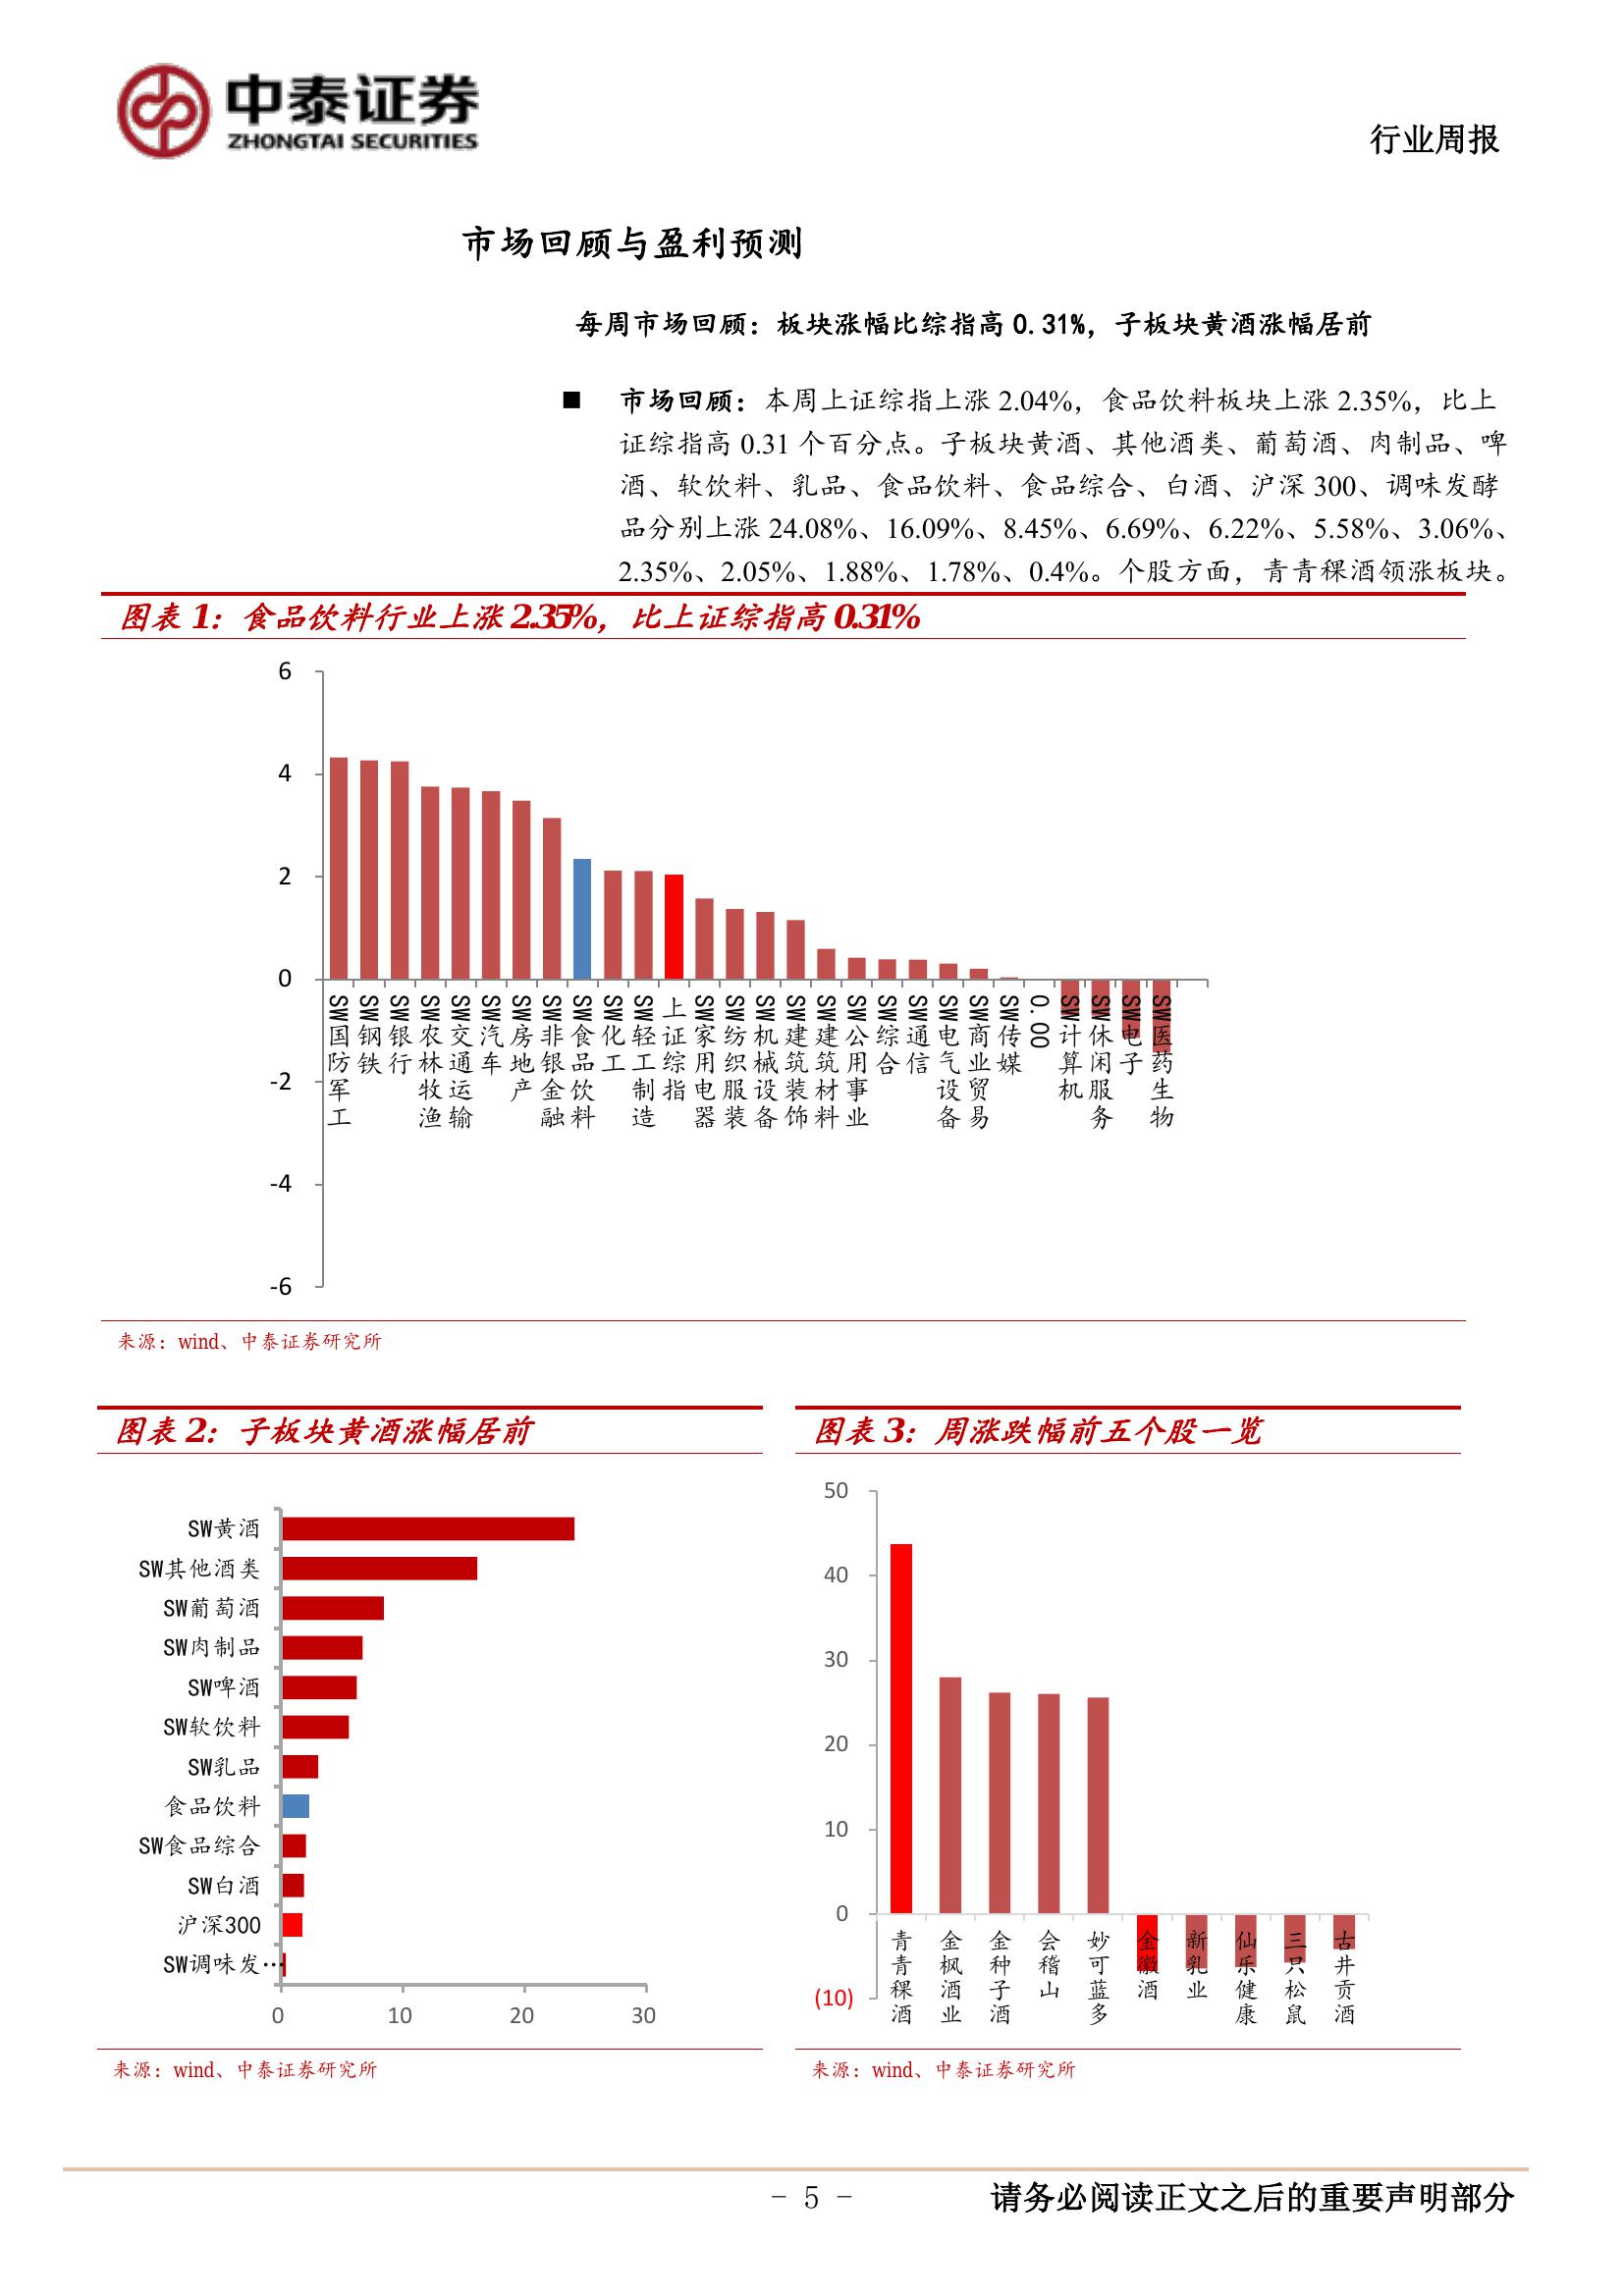 中泰证券
ZHONGTAI SECURITIES
行业周报
市场回顾与盈利预测
每周市场回顾：板块涨幅比综指高 0.31%，子板块黄酒涨幅居前
■ 市场回顾：本周上证综指上涨 2.04%，食品饮料板块上涨 2.35%，比上
证综指高 0.31 个百分点。子板块黄酒、其他酒类、葡萄酒、肉制品、啤
酒、软饮料、乳品、食品饮料、食品综合、白酒、沪深 300、调味发酵
品分别上涨 24.08%、16.09%、8.45%、6.69%、6.22%、5.58%、3.06%、
2.35%、2.05%、1.88%、1.78%、0.4%。个股方面，青青稞酒领涨板块。
图表 1：食品饮料行业上涨 2.35%，比上证综指高 0.31%
6
4
2
0
-2
-4
-6
SW国防军工
SW钢铁
SW银行
SW农林牧渔
SW交通运输
SW汽车
SW房地产
SW非银金融
SW食品饮料
SW化工
SW轻工制造
上证综指
SW家用电器
SW纺织服装
SW机械设备
SW建筑装饰
SW建筑材料
SW公用事业
SW综合
SW通信
SW电气设备
SW商业贸易
SW传媒
0.00
SW计算机
SW休闲服务
SW电子
SW医药生物
来源：wind、中泰证券研究所
图表 2：子板块黄酒涨幅居前
SW黄酒
SW其他酒类
SW葡萄酒
SW肉制品
SW啤酒
SW软饮料
SW乳品
食品饮料
SW食品综合
SW白酒
沪深300
SW调味发…
0 10 20 30
来源：wind、中泰证券研究所
图表 3：周涨跌幅前五个股一览
50
40
30
20
10
0
(10)
青青稞酒
金枫酒业
金种子酒
会稽山
妙可蓝多
金徽酒
新乳业
仙乐健康
三只松鼠
古井贡酒
来源：wind、中泰证券研究所
- 5 -
请务必阅读正文之后的重要声明部分